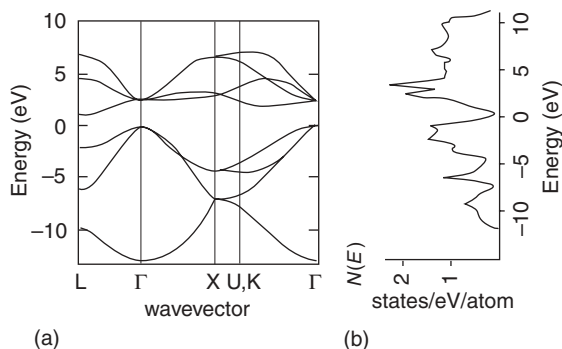 10
5
0
−5
−10
Energy (eV)
L Γ X U,K Γ
wavevector
(a)
10
5
0
−5
−10
Energy (eV)
N(E)
2 1
states/eV/atom
(b)